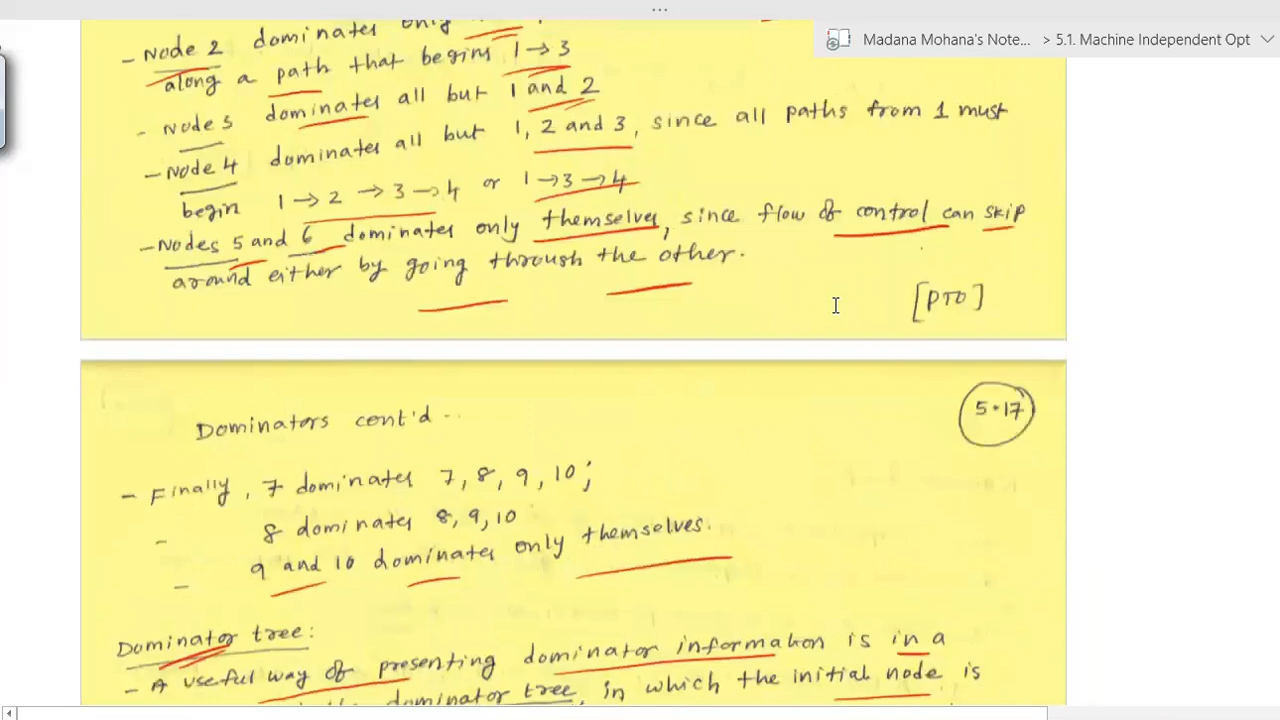 ...
Madana Mohana's Note... > 5.1. Machine Independent Opt
- Node 2 dominates only
along a path that begins 1 → 3
- Node 3 dominates all but 1 and 2
- Node 4 dominates all but 1, 2 and 3, since all paths from 1 must
begin 1 → 2 → 3 → 4 or 1 → 3 → 4
- Nodes 5 and 6 dominates only themselves, since flow of control can skip
around either by going through the other.
[PTO]
Dominators cont'd --
5.17
- Finally, 7 dominates 7, 8, 9, 10;
- 8 dominates 8, 9, 10
- 9 and 10 dominates only themselves.
Dominator tree:
- A useful way of presenting dominator information is in a
dominator tree, in which the initial node is